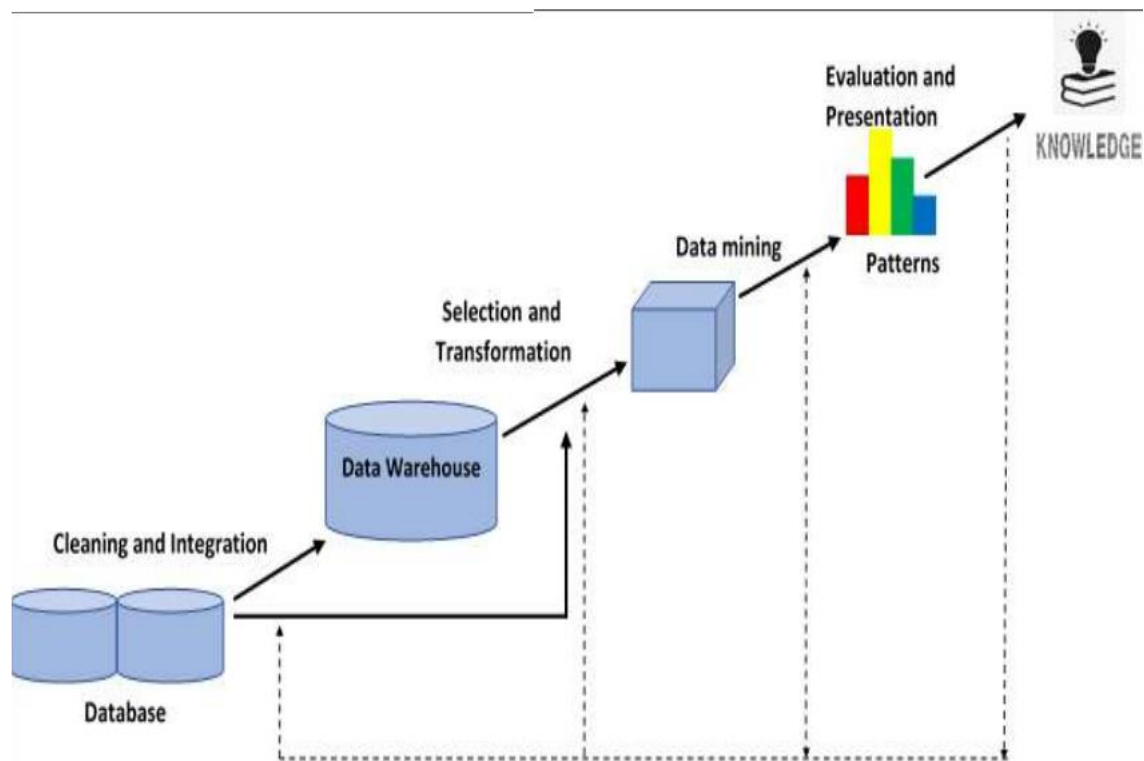 Evaluation and
Presentation
KNOWLEDGE
Data mining
Patterns
Selection and
Transformation
Data Warehouse
Cleaning and Integration
Database